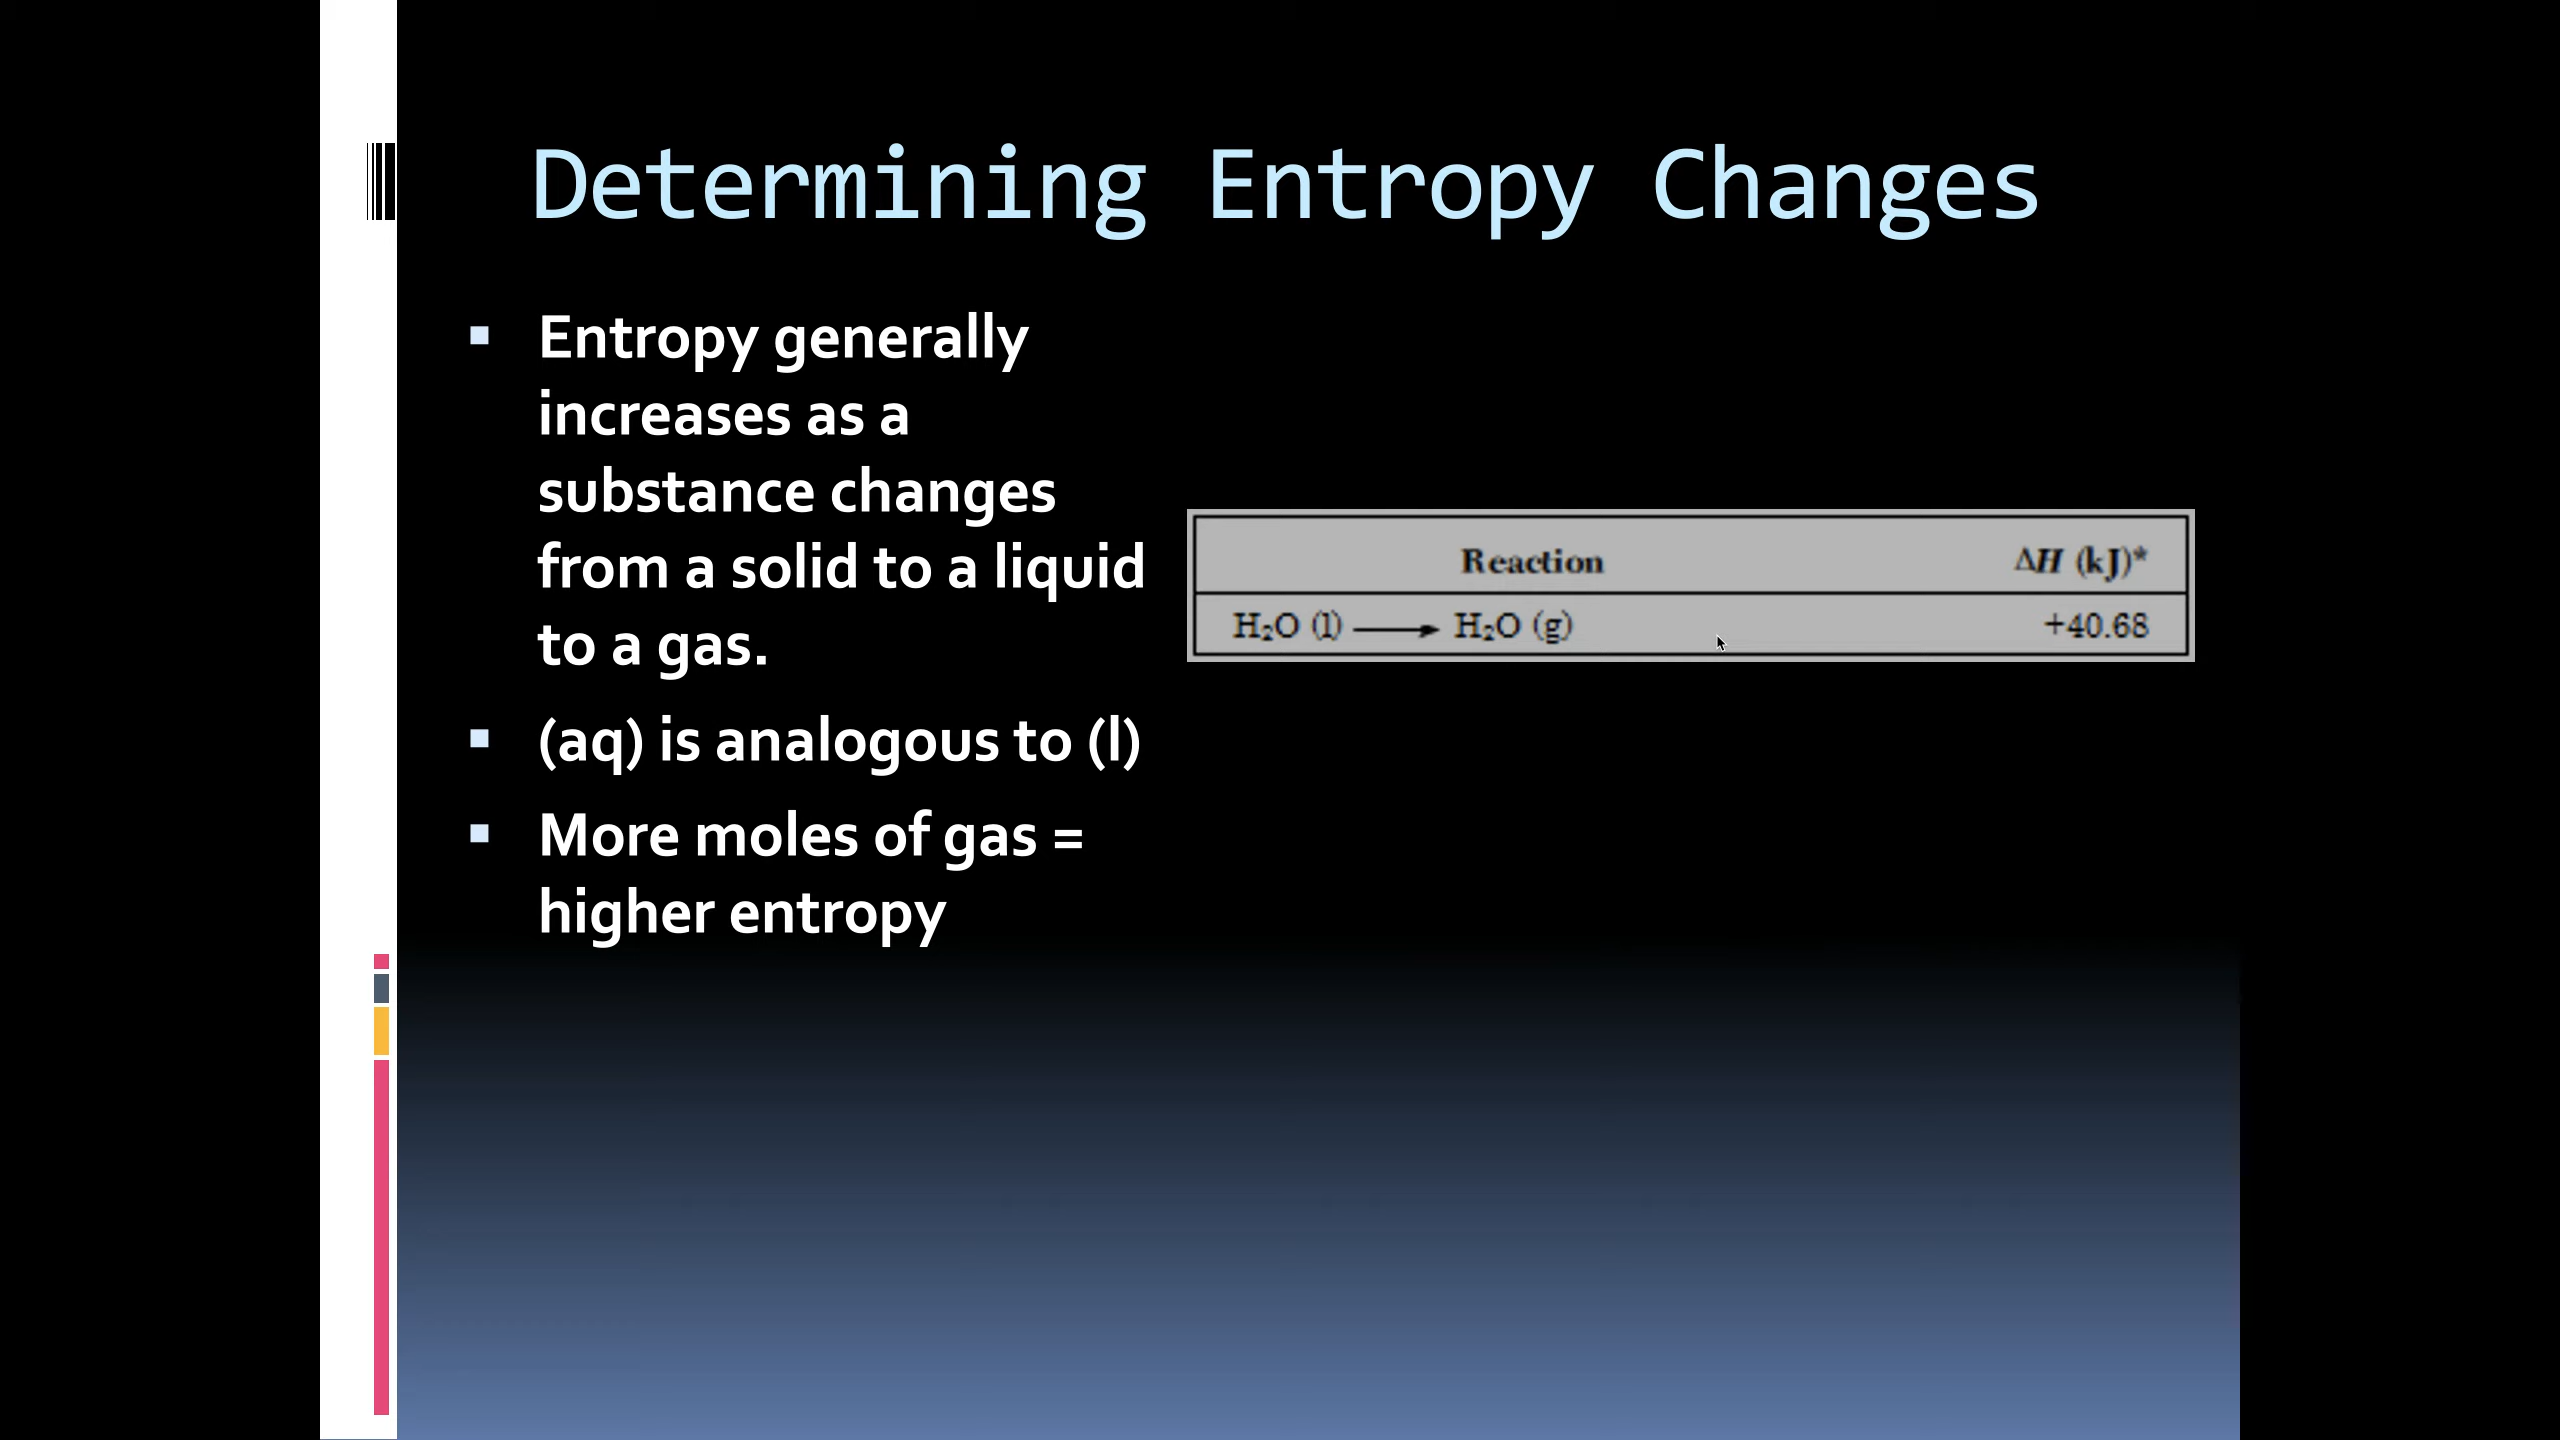 Determining Entropy Changes
Entropy generally
increases as a
substance changes
from a solid to a liquid
to a gas.
(aq) is analogous to (l)
More moles of gas =
higher entropy
Reaction ΔH (kJ)*
H₂O (l) ⟶ H₂O (g) +40.68